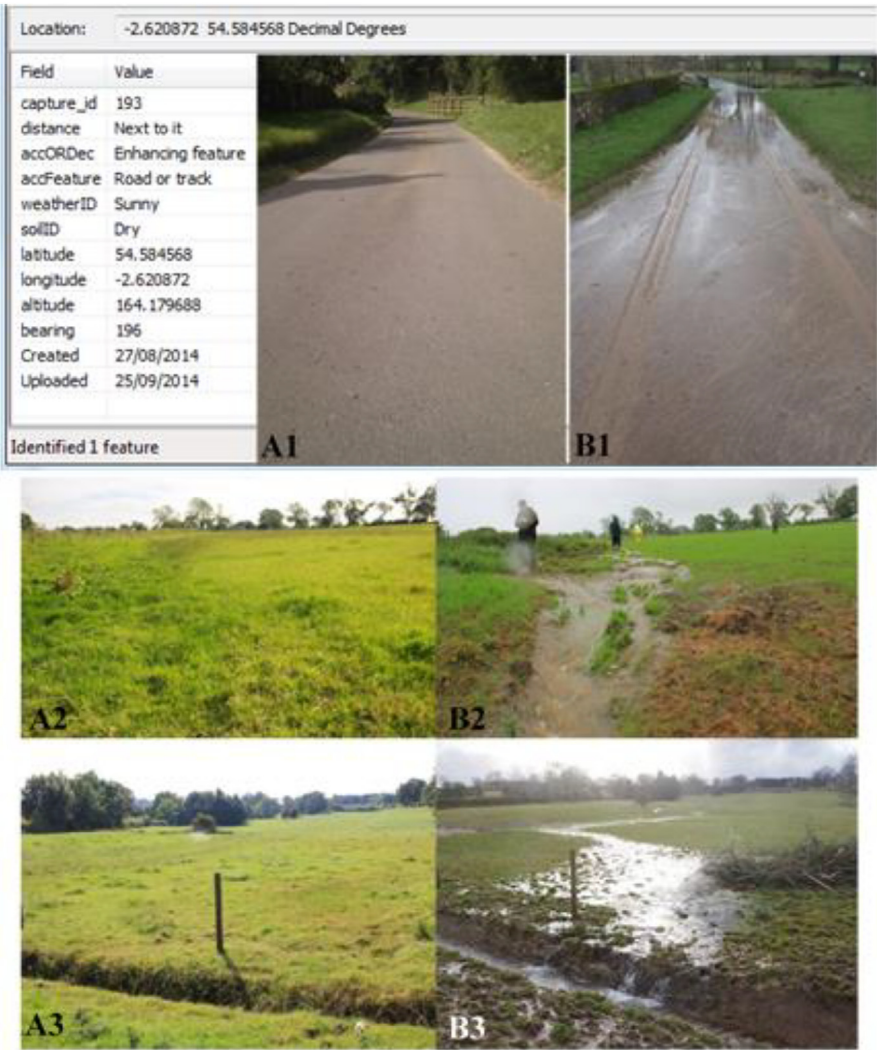 Location: -2.620872 54.584568 Decimal Degrees
Field Value
capture_id 193
distance Next to it
accORDec Enhancing feature
accFeature Road or track
weatherID Sunny
soilID Dry
latitude 54.584568
longitude -2.620872
altitude 164.179688
bearing 196
Created 27/08/2014
Uploaded 25/09/2014
Identified 1 feature
A1 B1
A2 B2
A3 B3